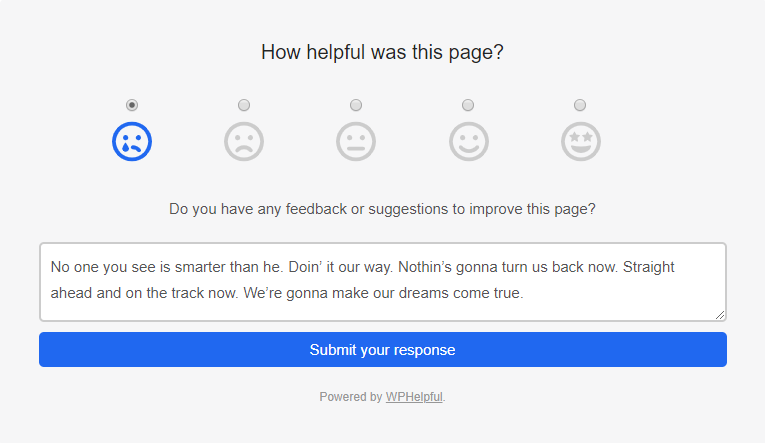 How helpful was this page?
Do you have any feedback or suggestions to improve this page?
No one you see is smarter than he. Doin’ it our way. Nothin’s gonna turn us back now. Straight
ahead and on the track now. We’re gonna make our dreams come true.
Submit your response
Powered by WPHelpful.